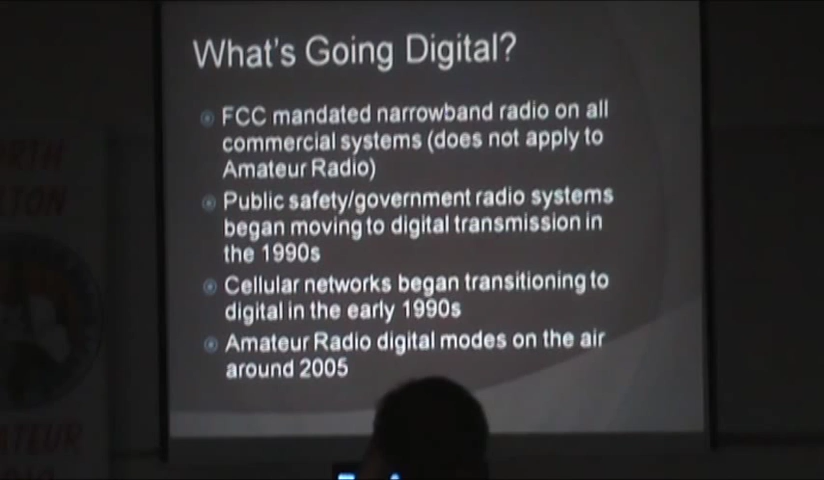 What's Going Digital?
FCC mandated narrowband radio on all
commercial systems (does not apply to
Amateur Radio)
Public safety/government radio systems
began moving to digital transmission in
the 1990s
Cellular networks began transitioning to
digital in the early 1990s
Amateur Radio digital modes on the air
around 2005